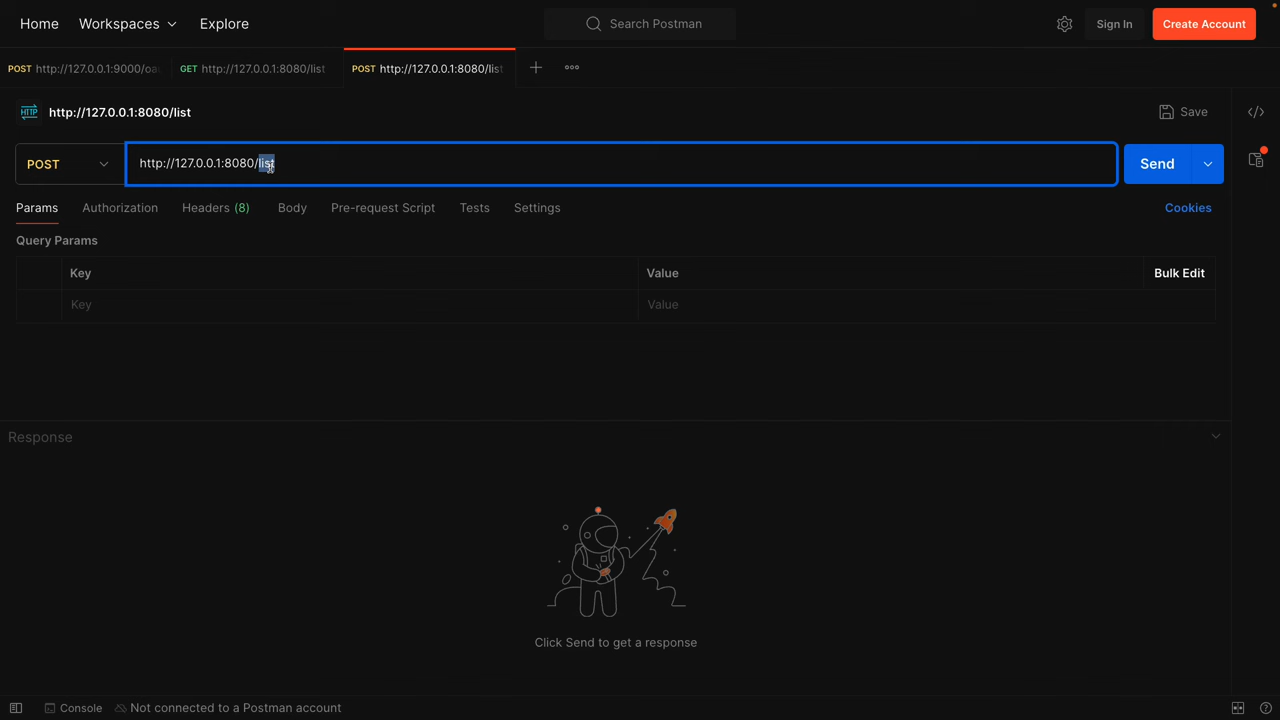 Home Workspaces Explore Search Postman Sign In Create Account
POST http://127.0.0.1:9000/oa GET http://127.0.0.1:8080/list POST http://127.0.0.1:8080/lis
HTTP http://127.0.0.1:8080/list Save
POST http://127.0.0.1:8080/list Send
Params Authorization Headers (8) Body Pre-request Script Tests Settings Cookies
Query Params
Key Value Bulk Edit
Key Value
Response
Click Send to get a response
Console Not connected to a Postman account